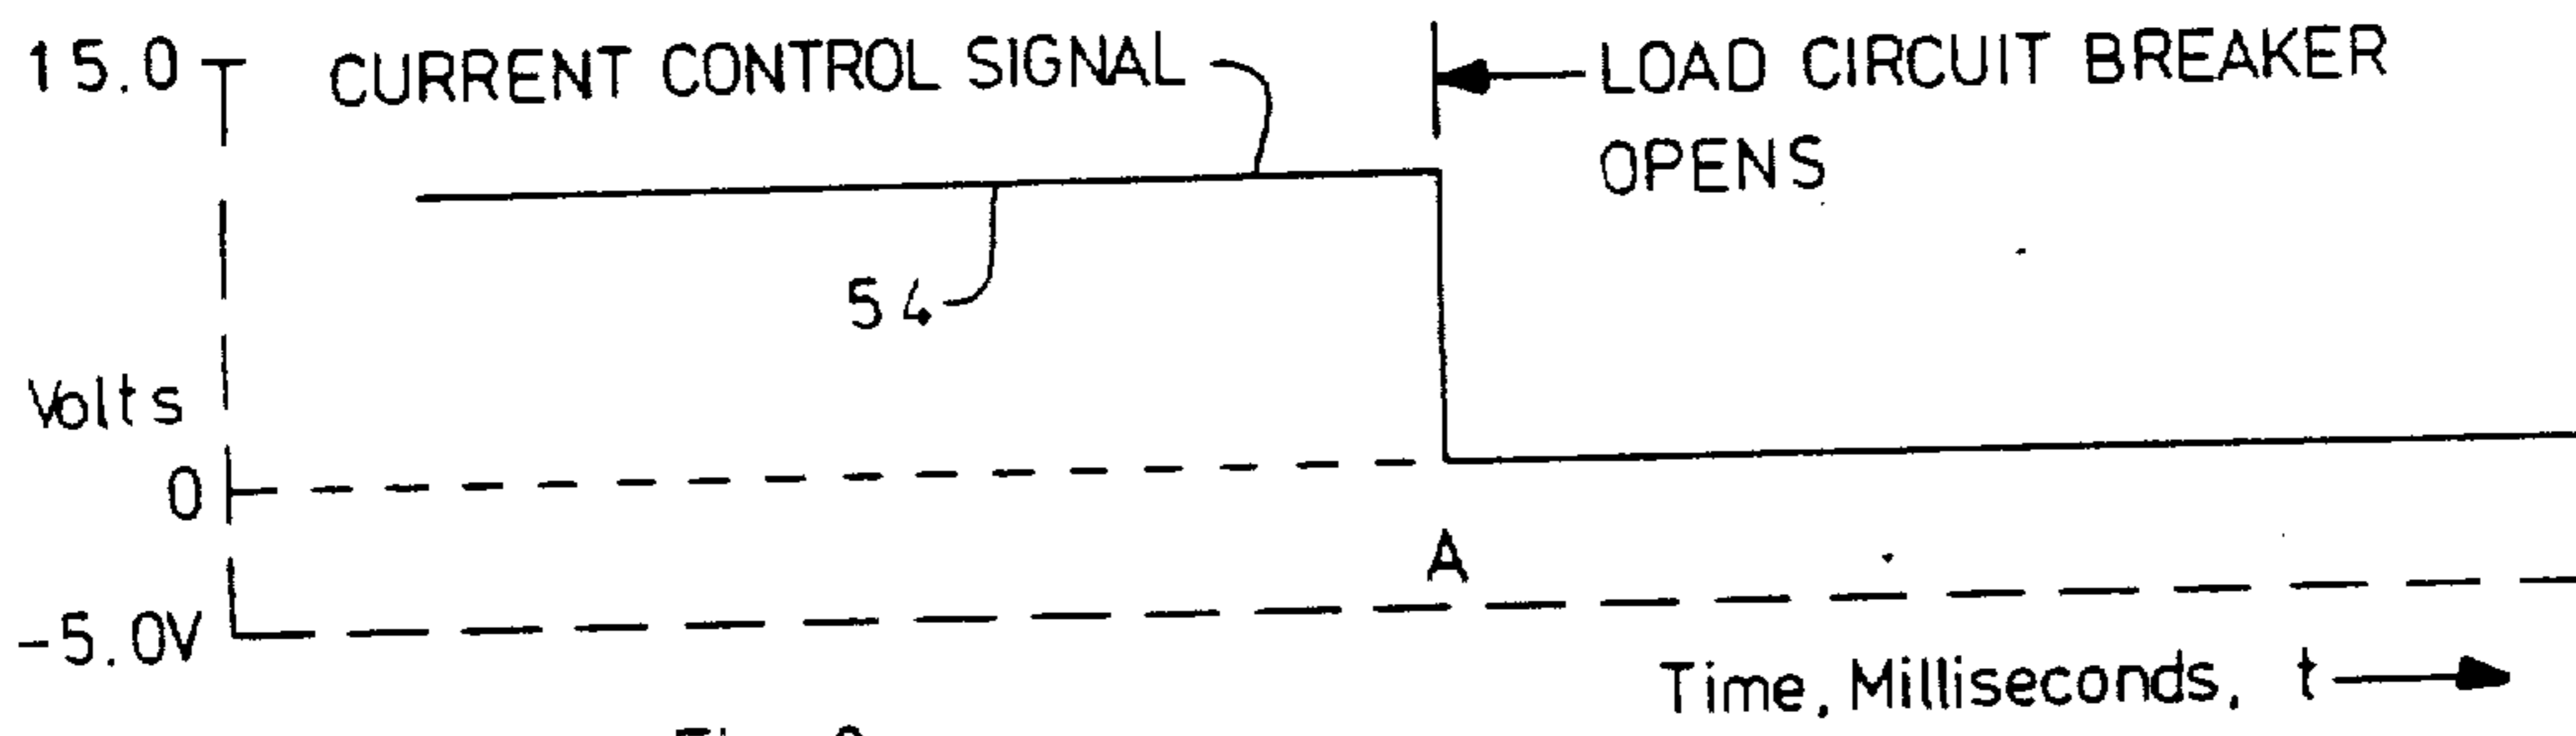 15.0
CURRENT CONTROL SIGNAL
LOAD CIRCUIT BREAKER
OPENS
54
Volts
0
A
-5.0V
Time, Milliseconds, t